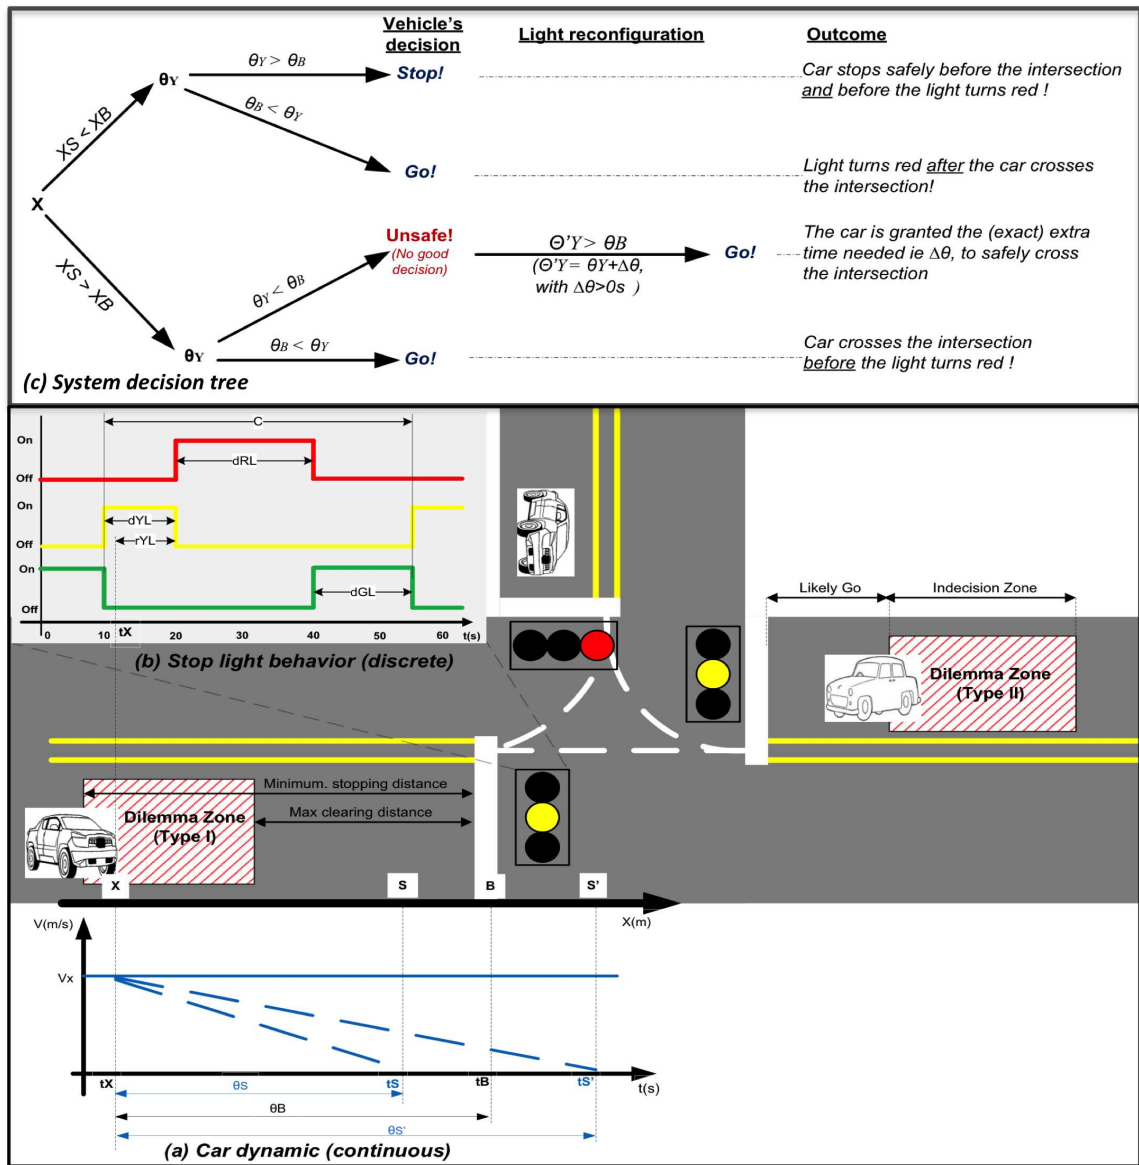 Vehicle's
decision
Light reconfiguration
Outcome
θY > θB
θY
Stop!
Car stops safely before the intersection
and before the light turns red !
XS < XB
θB < θY
Go!
Light turns red after the car crosses
the intersection!
X
XS > XB
θY < θB
Unsafe!
(No good
decision)
Θ'Y > θB
(Θ'Y = θY+Δθ,
with Δθ>0s )
Go!
The car is granted the (exact) extra
time needed ie Δθ, to safely cross
the intersection
θY
θB < θY
Go!
Car crosses the intersection
before the light turns red !
(c) System decision tree
C
On
dRL
Off
On
dYL
rYL
Off
On
dGL
Off
0 10 tX 20 30 40 50 60 t(s)
(b) Stop light behavior (discrete)
Likely Go
Indecision Zone
Dilemma Zone
(Type II)
Minimum. stopping distance
Max clearing distance
Dilemma Zone
(Type I)
X S B S'
X(m)
V(m/s)
Vx
tX tS tB tS' t(s)
θS
θB
θS'
(a) Car dynamic (continuous)